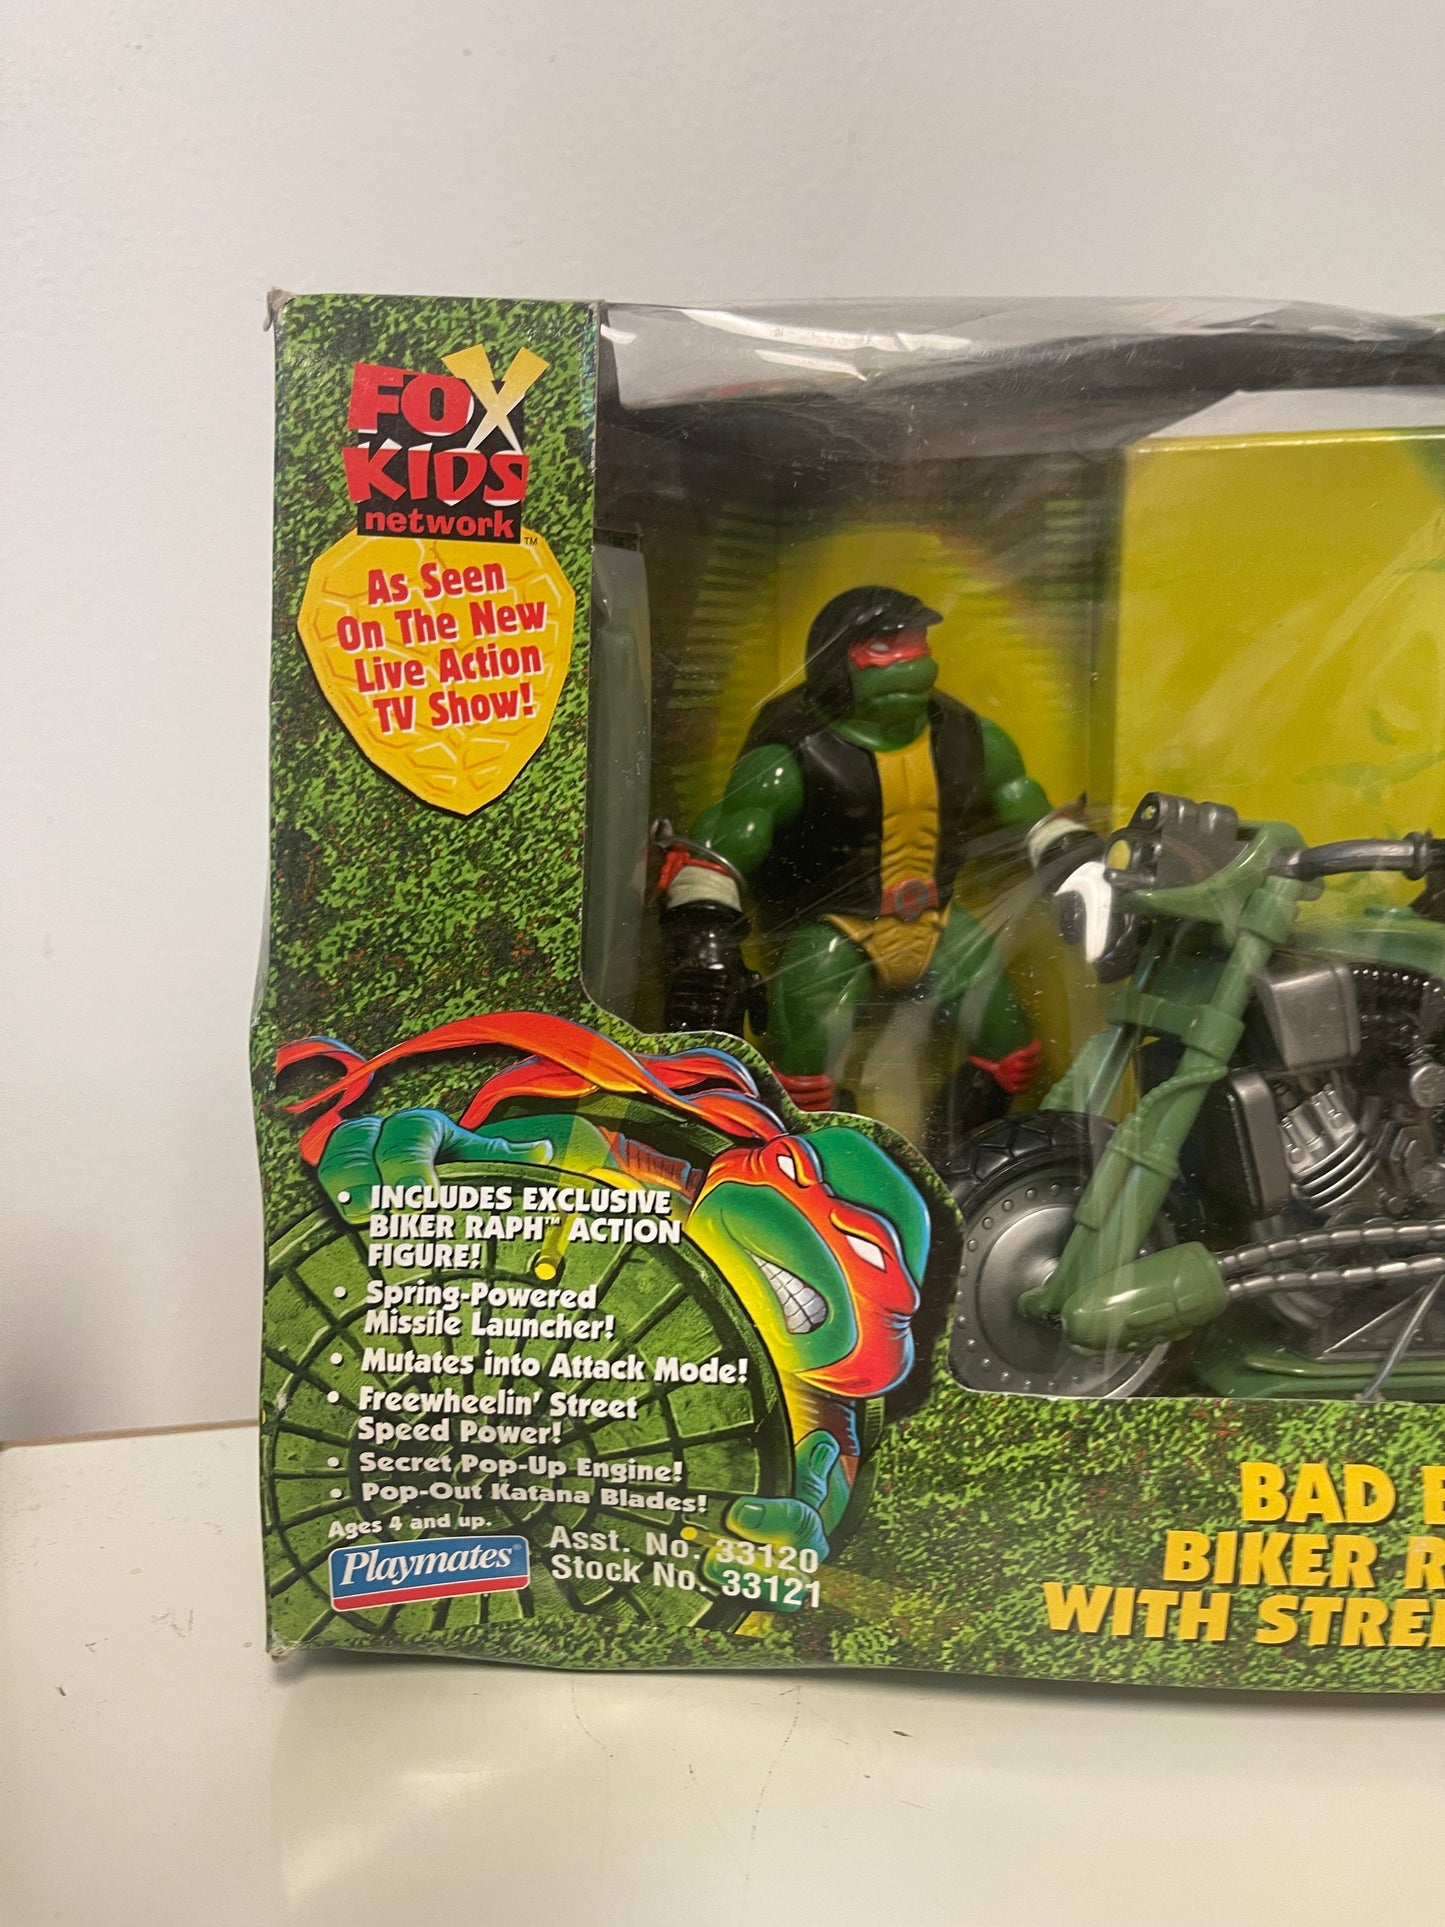 FOX
KIDS
network™
As Seen
On The New
Live Action
TV Show!
• INCLUDES EXCLUSIVE
BIKER RAPH™ ACTION
FIGURE!
• Spring-Powered
Missile Launcher!
• Mutates into Attack Mode!
• Freewheelin' Street
Speed Power!
• Secret Pop-Up Engine!
• Pop-Out Katana Blades!
Ages 4 and up.
Playmates®
Asst. No. 33120
Stock No. 33121
BAD
BIKER
WITH